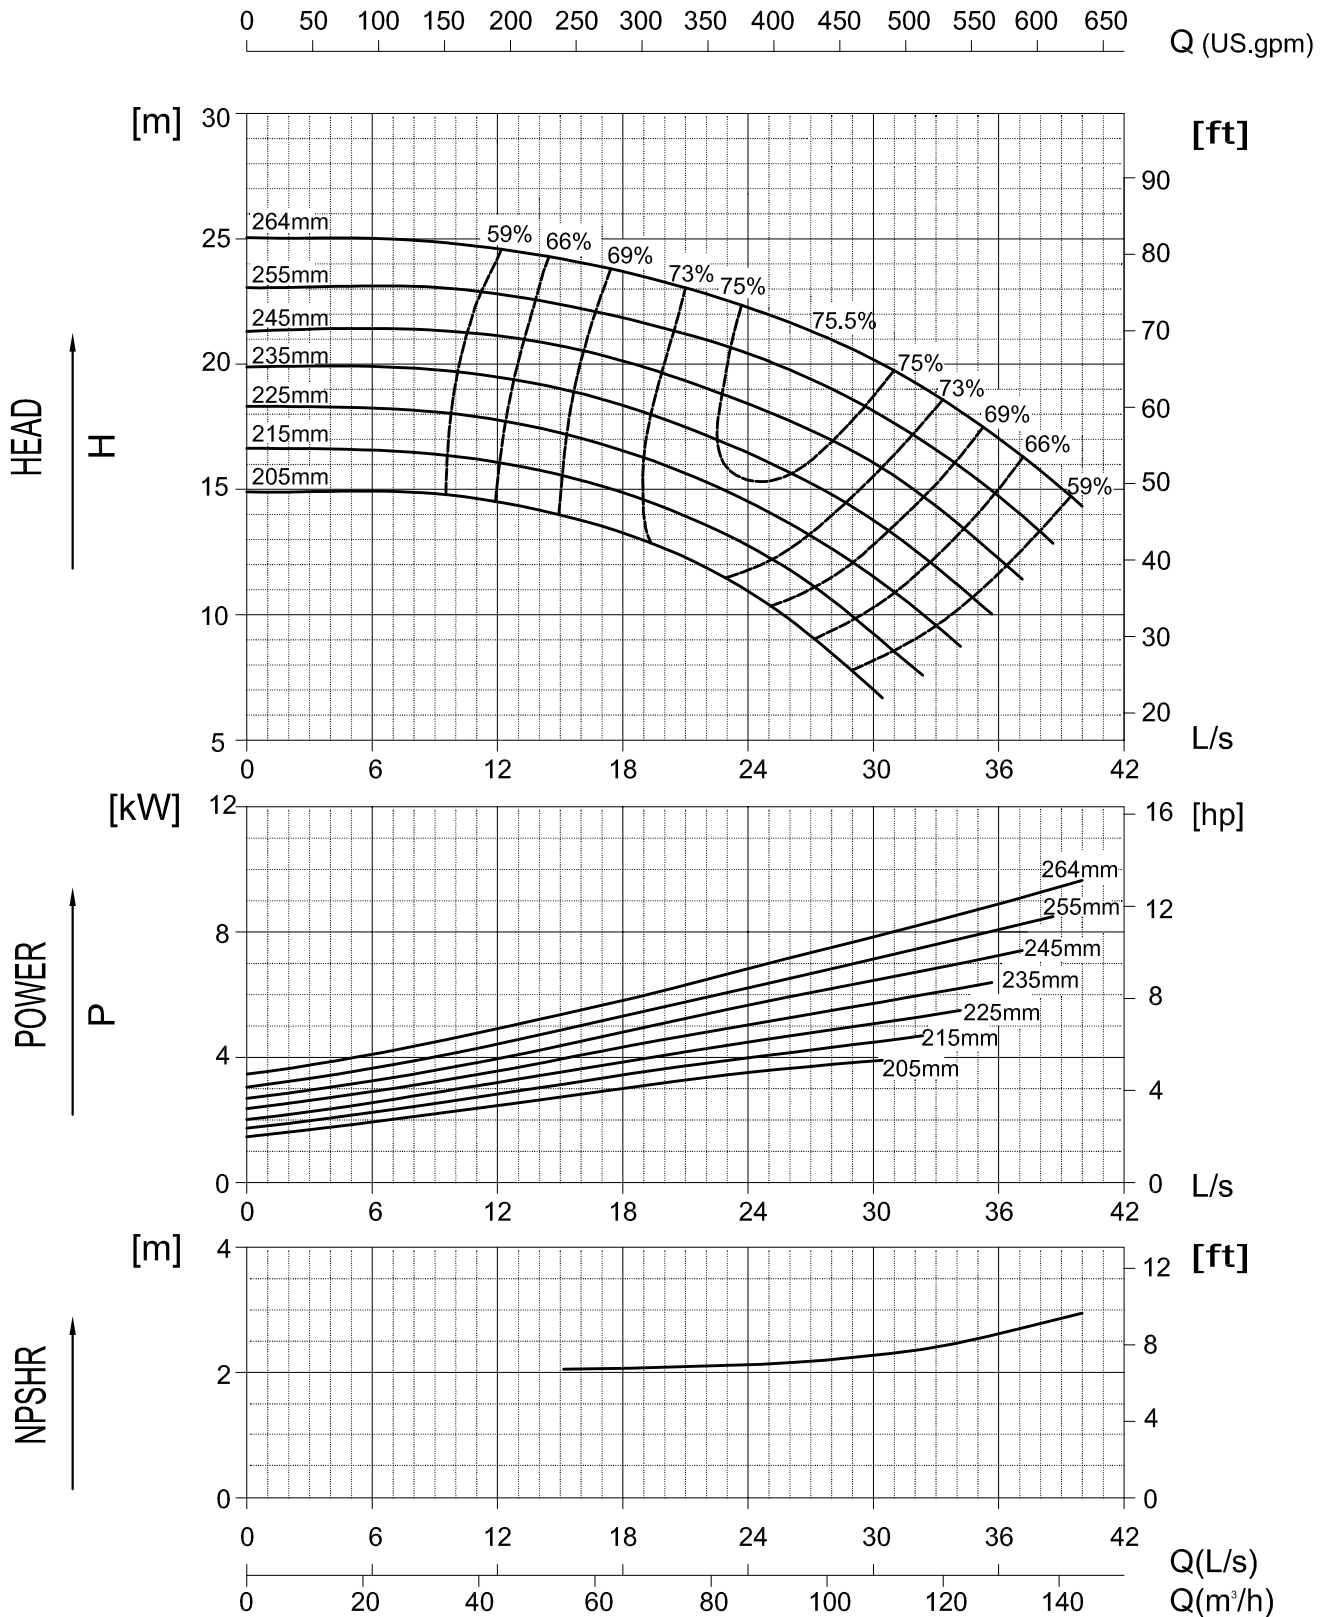 0 50 100 150 200 250 300 350 400 450 500 550 600 650
Q (US.gpm)
[m] 30 [ft]
90
264mm
25 59% 66% 69% 73% 75% 80
255mm
75.5%
245mm 70
20 235mm 75%
73%
225mm 60
69%
215mm 66%
HEAD H
15 205mm 59% 50
40
10 30
20
5 L/s
0 6 12 18 24 30 36 42
[kW] 12 16 [hp]
264mm
255mm 12
8
245mm
235mm 8
225mm
215mm
4 205mm 4
POWER P
0 0 L/s
0 6 12 18 24 30 36 42
[m] 4 [ft]
12
8
2
4
NPSHR
0 0
0 6 12 18 24 30 36 42
Q(L/s)
0 20 40 60 80 100 120 140 Q(m³/h)